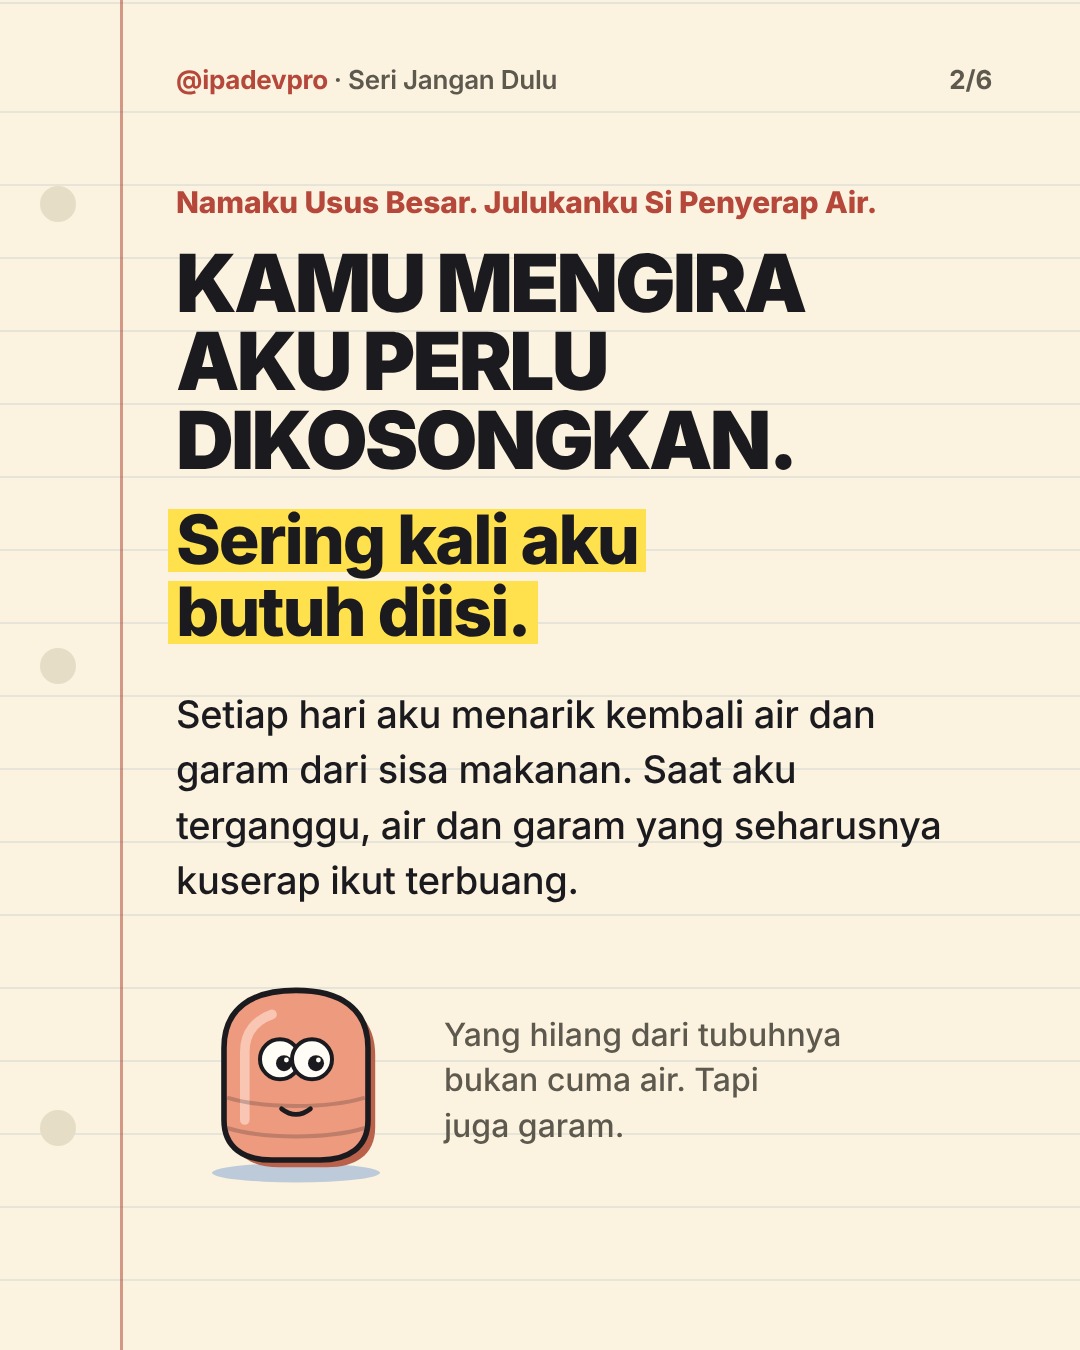 @ipadevpro · Seri Jangan Dulu
2/6
Namaku Usus Besar. Julukanku Si Penyerap Air.
KAMU MENGIRA
AKU PERLU
DIKOSONGKAN.
Sering kali aku
butuh diisi.
Setiap hari aku menarik kembali air dan
garam dari sisa makanan. Saat aku
terganggu, air dan garam yang seharusnya
kuserap ikut terbuang.
Yang hilang dari tubuhnya
bukan cuma air. Tapi
juga garam.